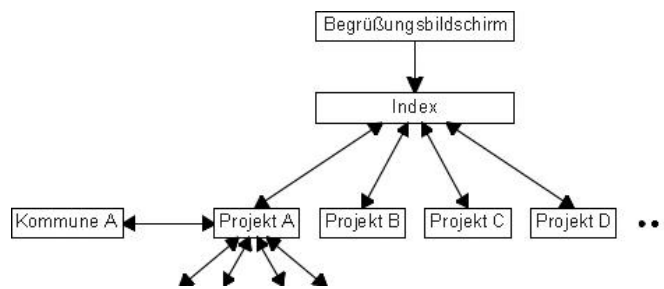 Begrüßungsbildschirm
Index
Kommune A
Projekt A
Projekt B
Projekt C
Projekt D